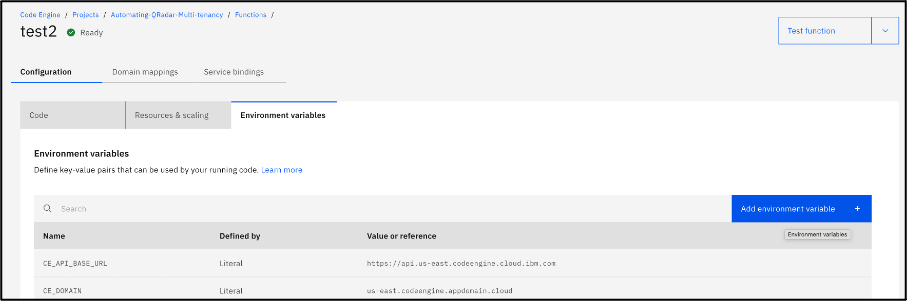 Code Engine / Projects / Automating-QRadar-Multi-tenancy / Functions /
test2 Ready
Test function
Configuration Domain mappings Service bindings
Code Resources & scaling Environment variables
Environment variables
Define key-value pairs that can be used by your running code. Learn more
Search
Add environment variable +
Environment variables
Name Defined by Value or reference
CE_API_BASE_URL Literal https://api.us-east.codeengine.cloud.ibm.com
CE_DOMAIN Literal us-east.codeengine.appdomain.cloud